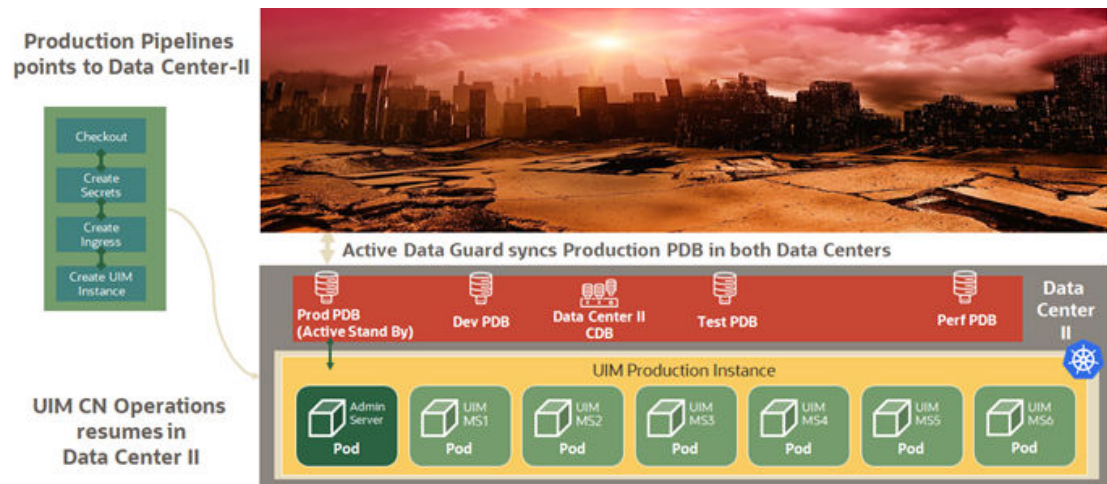 Production Pipelines
points to Data Center-II
Checkout
Create
Secrets
Create
Ingress
Create UIM
Instance
UIM CN Operations
resumes in
Data Center II
Active Data Guard syncs Production PDB in both Data Centers
Prod PDB
(Active Stand By)
Dev PDB
Data Center II
CDB
Test PDB
Perf PDB
Data
Center
II
UIM Production Instance
Admin
Server
Pod
UIM
MS1
Pod
UIM
MS2
Pod
UIM
MS3
Pod
UIM
MS4
Pod
UIM
MS5
Pod
UIM
MS6
Pod